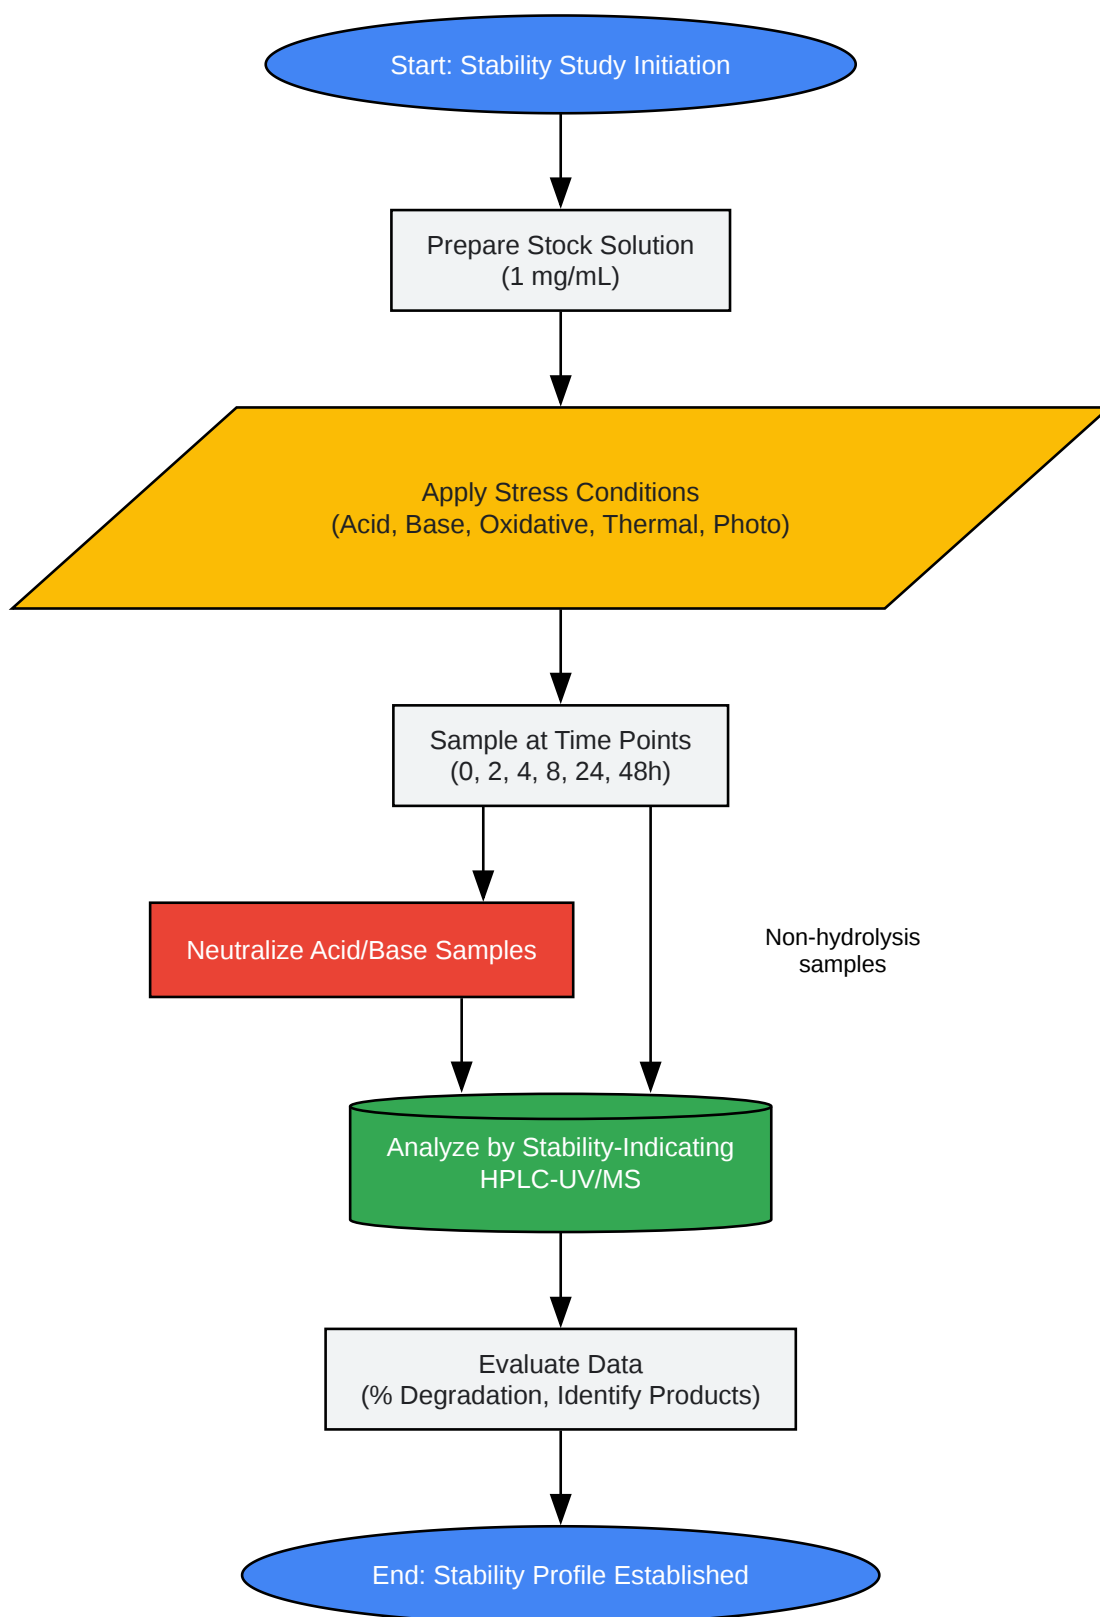 Start: Stability Study Initiation
Prepare Stock Solution
(1 mg/mL)
Apply Stress Conditions
(Acid, Base, Oxidative, Thermal, Photo)
Sample at Time Points
(0, 2, 4, 8, 24, 48h)
Neutralize Acid/Base Samples
Non-hydrolysis
samples
Analyze by Stability-Indicating
HPLC-UV/MS
Evaluate Data
(% Degradation, Identify Products)
End: Stability Profile Established